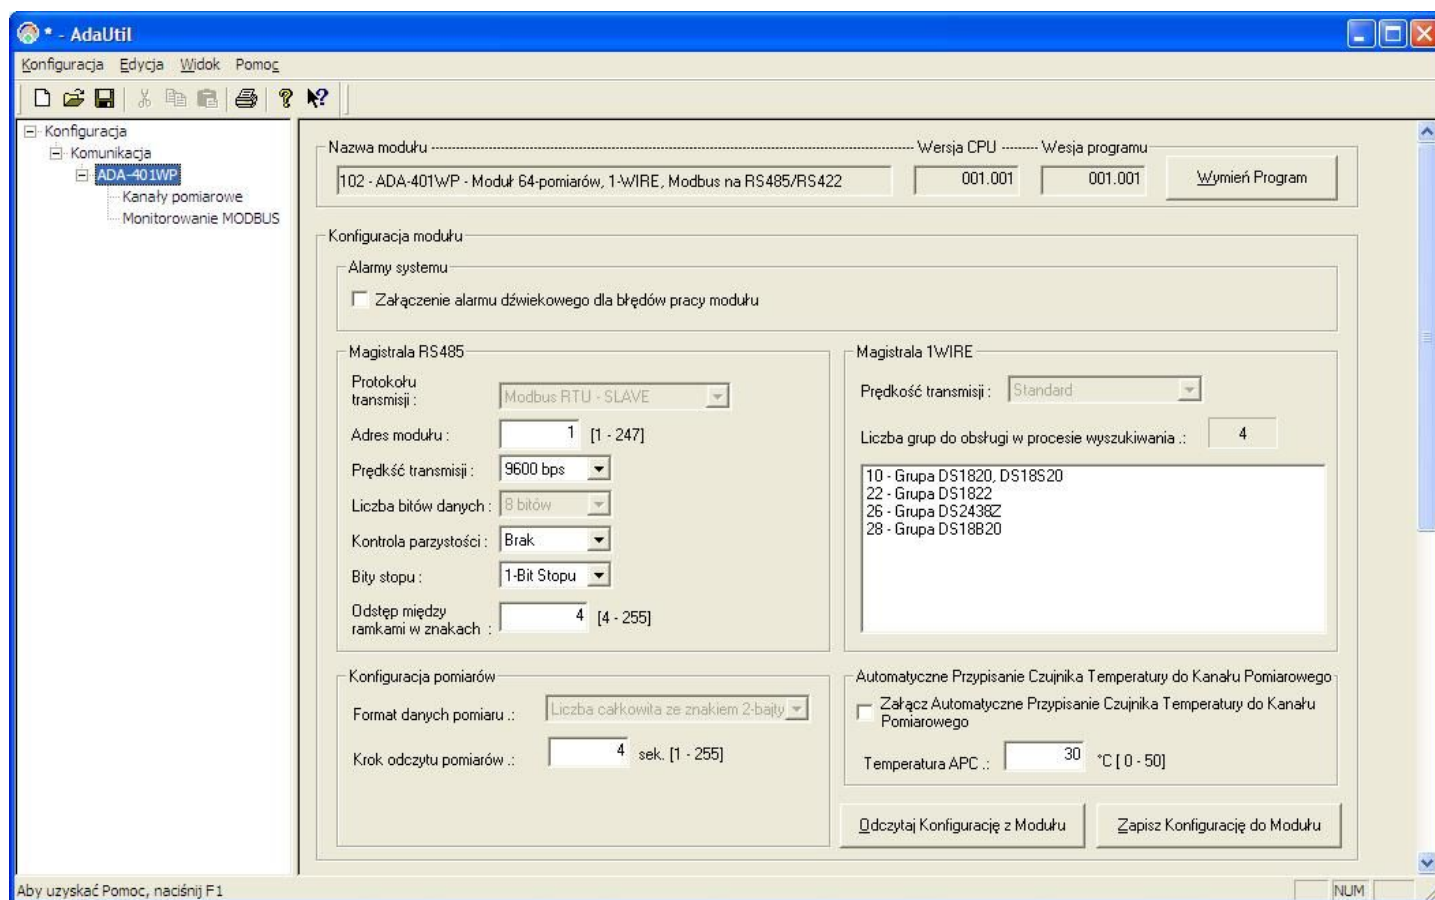 * - AdaUtil
Konfiguracja Edycja Widok Pomoc
Konfiguracja
Komunikacja
ADA-401WP
Kanały pomiarowe
Monitorowanie MODBUS
Nazwa modułu Wersja CPU Wesja programu
102 - ADA-401WP - Moduł 64-pomiarów, 1-WIRE, Modbus na RS485/RS422 001.001 001.001 Wymień Program
Konfiguracja modułu
Alarmy systemu
Załączenie alarmu dźwiekowego dla błędów pracy modułu
Magistrala RS485
Protokołu
transmisji :
Modbus RTU - SLAVE
Adres modułu : 1 [1 - 247]
Prędkść transmisji : 9600 bps
Liczba bitów danych : 8 bitów
Kontrola parzystości : Brak
Bity stopu : 1-Bit Stopu
Odstęp między
ramkami w znakach : 4 [4 - 255]
Magistrala 1WIRE
Prędkość transmisji : Standard
Liczba grup do obsługi w procesie wyszukiwania .: 4
10 - Grupa DS1820, DS18S20
22 - Grupa DS1822
26 - Grupa DS2438Z
28 - Grupa DS18B20
Konfiguracja pomiarów
Format danych pomiaru .: Liczba całkowita ze znakiem 2-bajty
Krok odczytu pomiarów .: 4 sek. [1 - 255]
Automatyczne Przypisanie Czujnika Temperatury do Kanału Pomiarowego
Załącz Automatyczne Przypisanie Czujnika Temperatury do Kanału
Pomiarowego
Temperatura APC .: 30 °C [ 0 - 50]
Odczytaj Konfigurację z Modułu Zapisz Konfigurację do Modułu
Aby uzyskać Pomoc, naciśnij F1 NUM